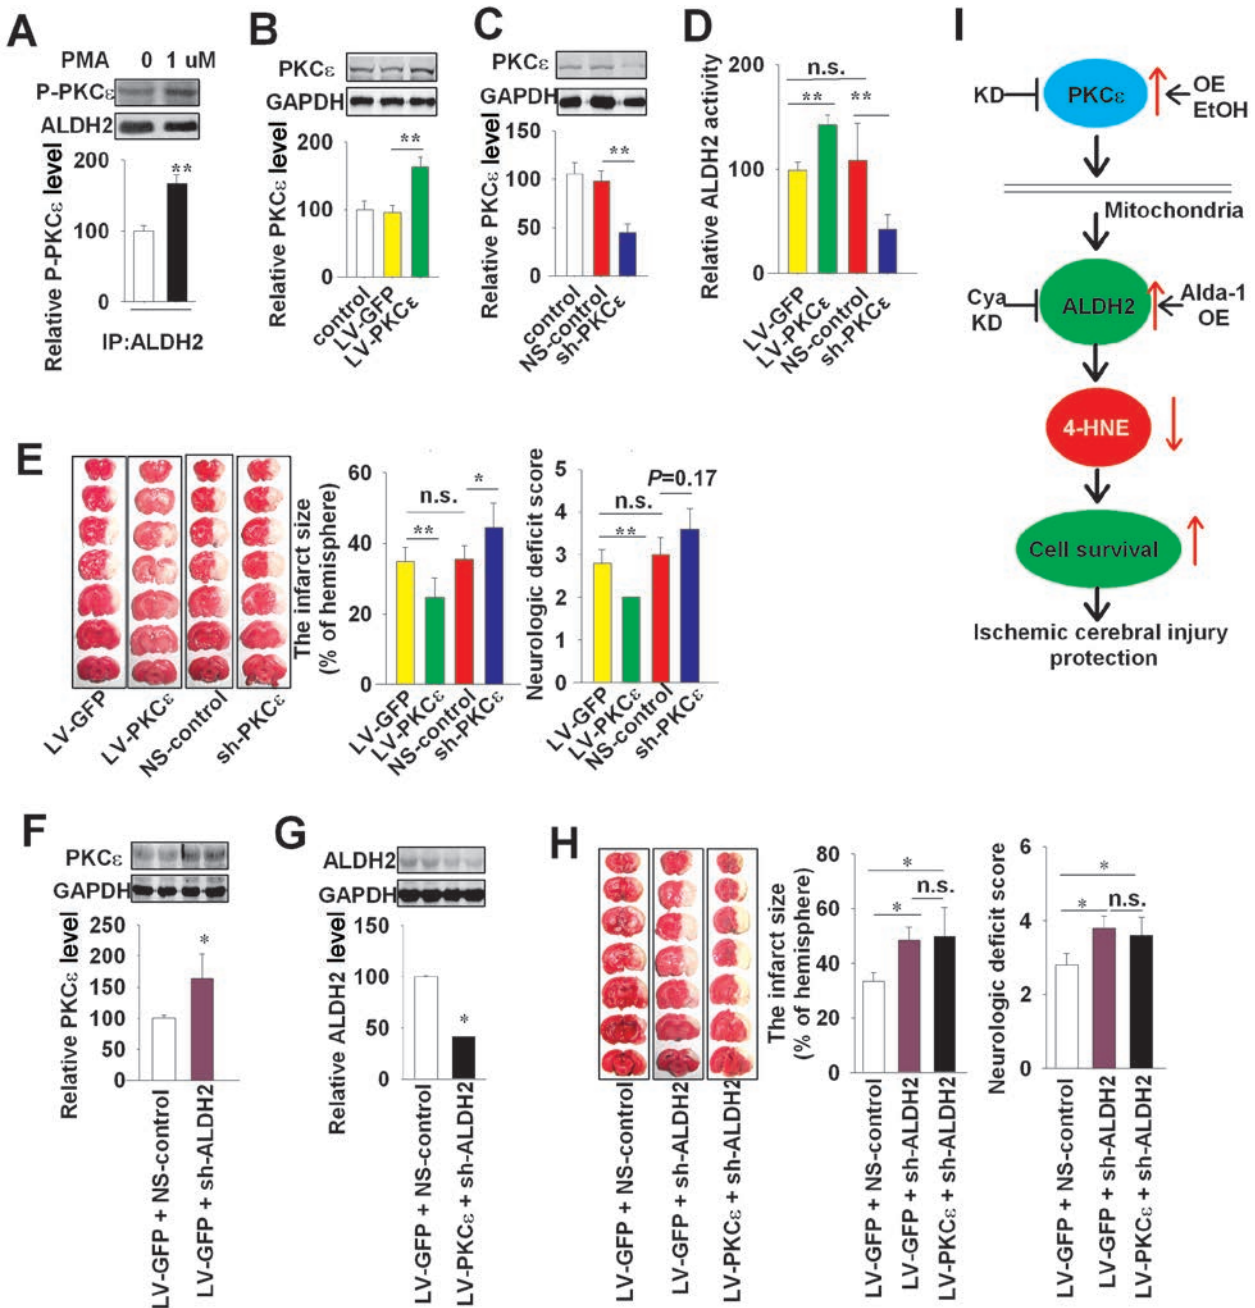 A
PMA 0 1 uM
P-PKCε
ALDH2
Relative P-PKCε level
200
100
0
**
IP:ALDH2
B
PKCε
GAPDH
Relative PKCε level
200
100
0
**
control
LV-GFP
LV-PKCε
C
PKCε
GAPDH
Relative PKCε level
150
100
50
0
**
control
NS-control
sh-PKCε
D
Relative ALDH2 activity
200
100
0
n.s.
** **
LV-GFP
LV-PKCε
NS-control
sh-PKCε
I
KD
PKCε
OE
EtOH
Mitochondria
Cya
KD
ALDH2
Alda-1
OE
4-HNE
Cell survival
Ischemic cerebral injury
protection
E
LV-GFP
LV-PKCε
NS-control
sh-PKCε
The infarct size
(% of hemisphere)
60
40
20
0
n.s.
*
**
LV-GFP
LV-PKCε
NS-control
sh-PKCε
Neurologic deficit score
5
4
3
2
1
0
P=0.17
n.s.
**
LV-GFP
LV-PKCε
NS-control
sh-PKCε
F
PKCε
GAPDH
Relative PKCε level
250
200
150
100
50
0
*
LV-GFP + NS-control
LV-GFP + sh-ALDH2
G
ALDH2
GAPDH
Relative ALDH2 level
150
100
50
0
*
LV-GFP + NS-control
LV-PKCε + sh-ALDH2
H
LV-GFP + NS-control
LV-GFP + sh-ALDH2
LV-PKCε + sh-ALDH2
The infarct size
(% of hemisphere)
80
60
40
20
0
*
n.s.
*
LV-GFP + NS-control
LV-GFP + sh-ALDH2
LV-PKCε + sh-ALDH2
Neurologic deficit score
6
4
2
0
*
* n.s.
LV-GFP + NS-control
LV-GFP + sh-ALDH2
LV-PKCε + sh-ALDH2